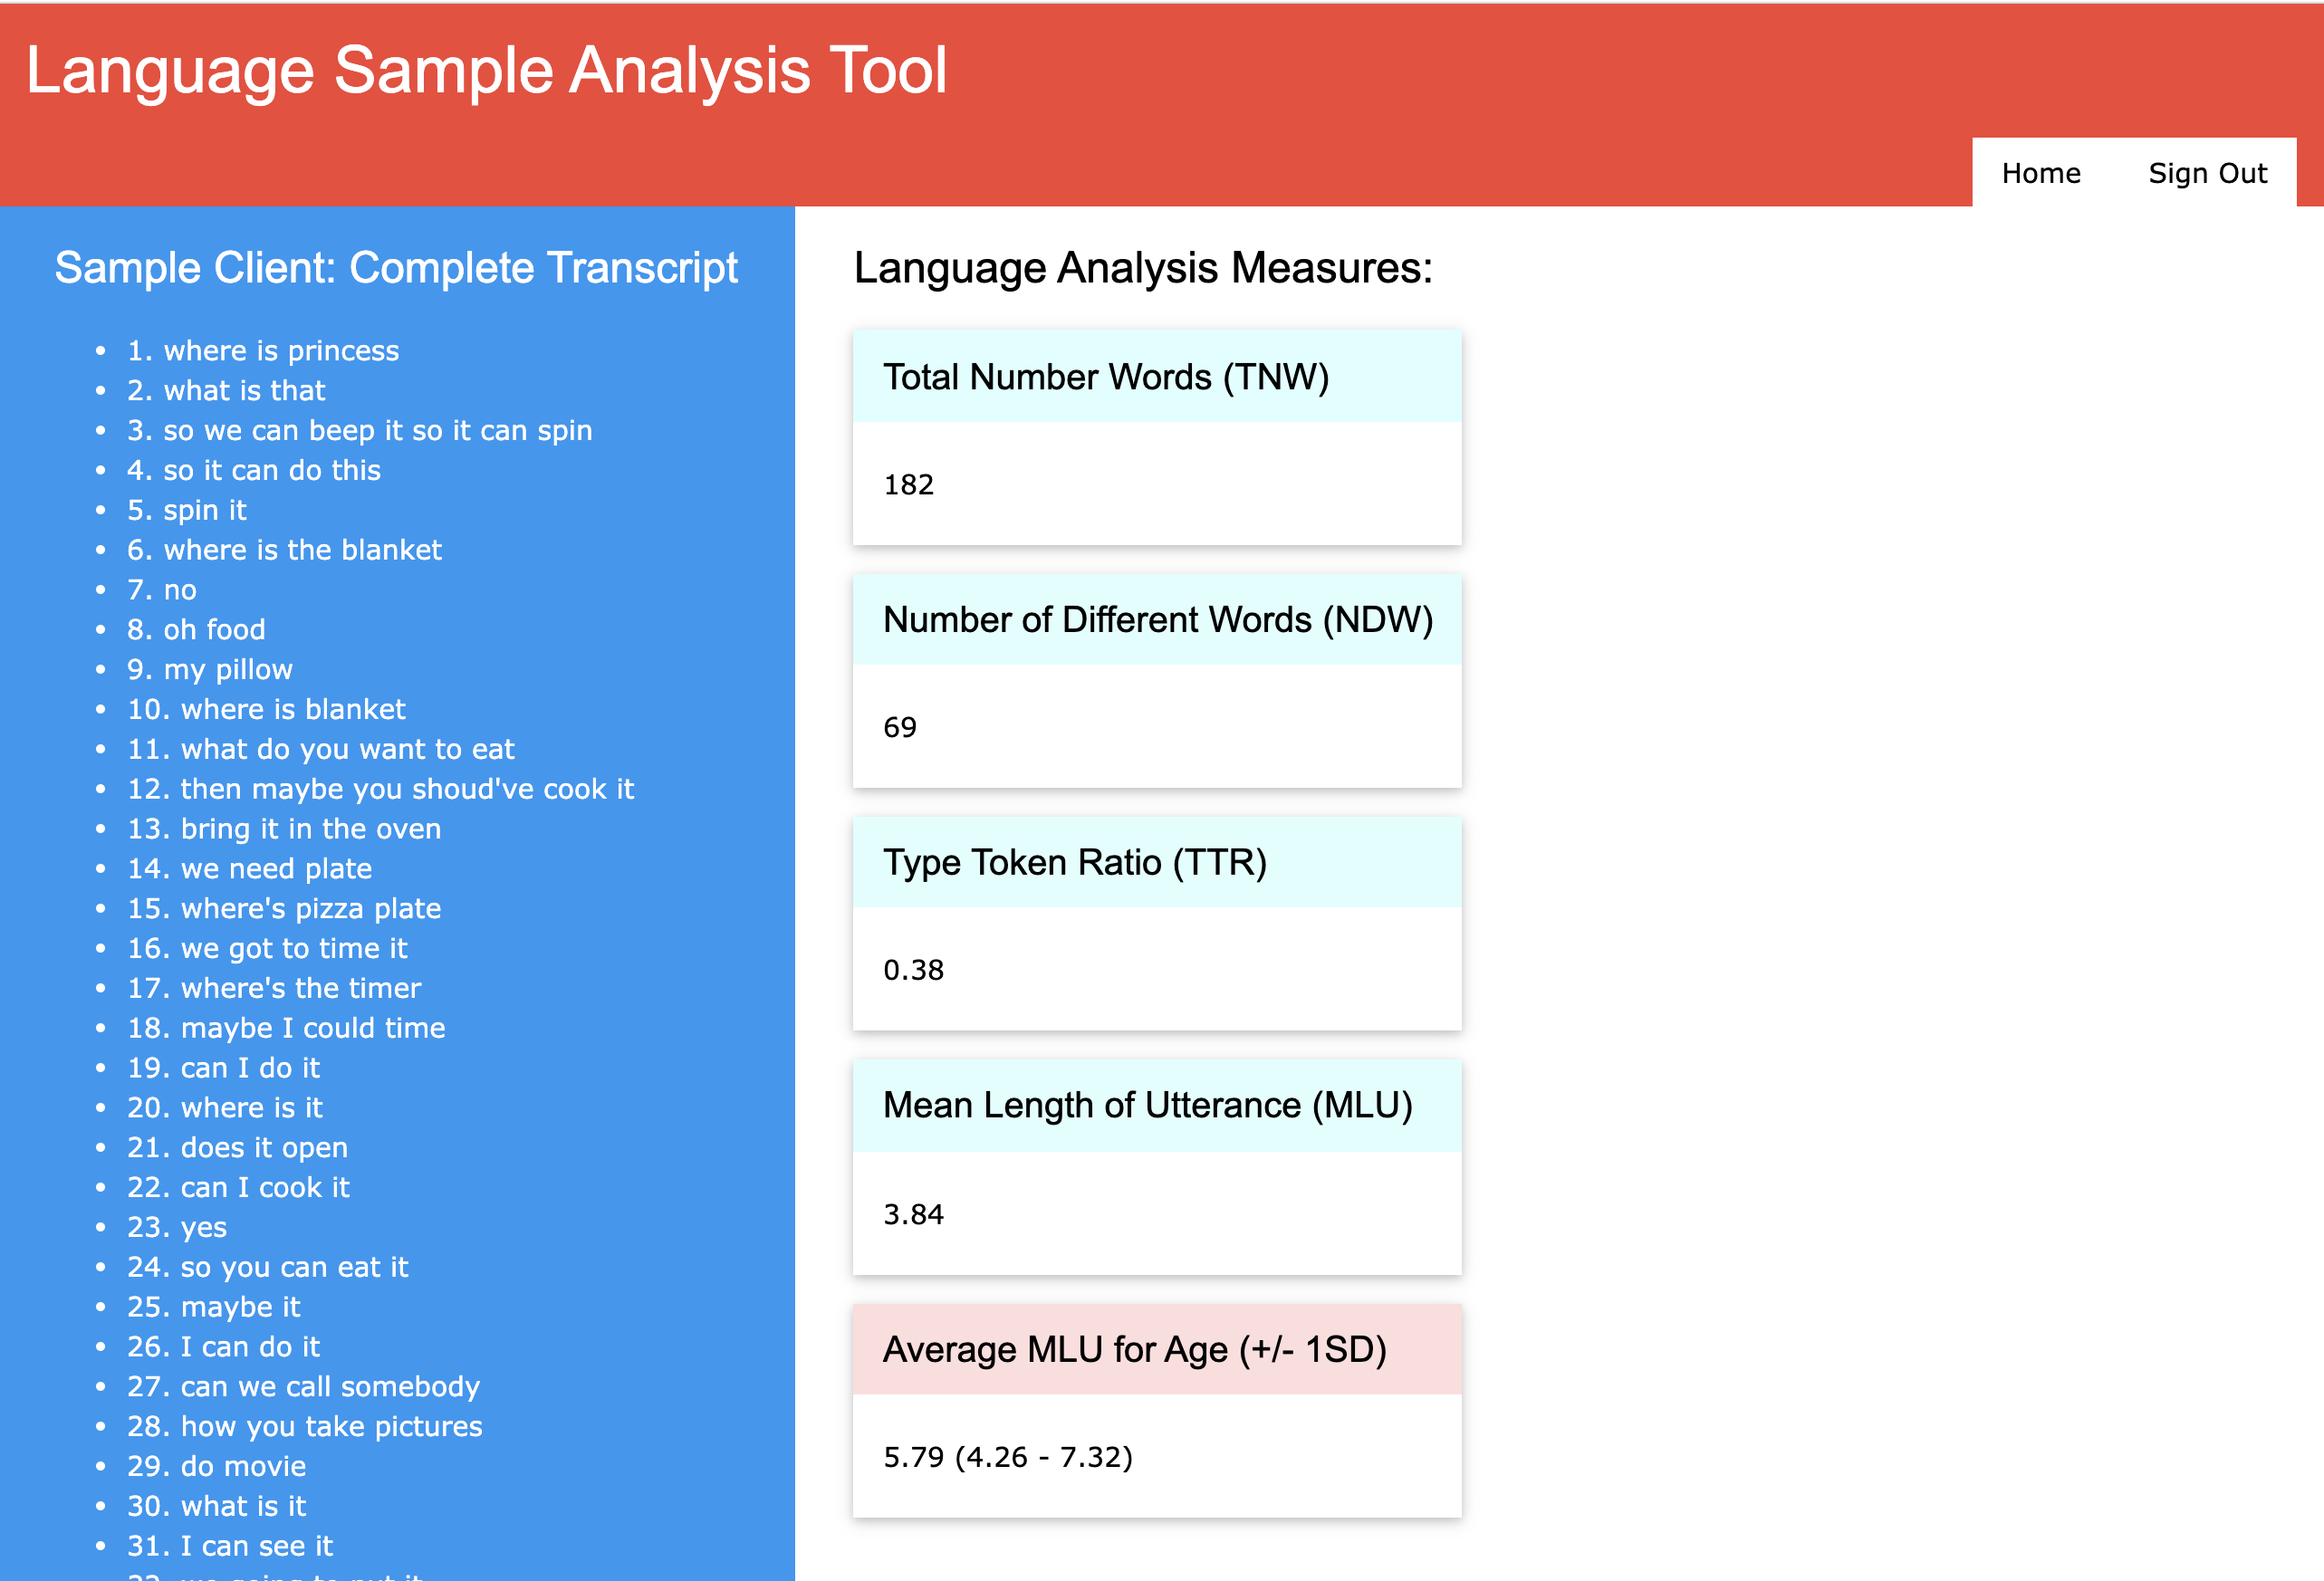 Language Sample Analysis Tool
Home
Sign Out
Sample Client: Complete Transcript
• 1. where is princess
• 2. what is that
• 3. so we can beep it so it can spin
• 4. so it can do this
• 5. spin it
• 6. where is the blanket
• 7. no
• 8. oh food
• 9. my pillow
• 10. where is blanket
• 11. what do you want to eat
• 12. then maybe you shoud've cook it
• 13. bring it in the oven
• 14. we need plate
• 15. where's pizza plate
• 16. we got to time it
• 17. where's the timer
• 18. maybe I could time
• 19. can I do it
• 20. where is it
• 21. does it open
• 22. can I cook it
• 23. yes
• 24. so you can eat it
• 25. maybe it
• 26. I can do it
• 27. can we call somebody
• 28. how you take pictures
• 29. do movie
• 30. what is it
• 31. I can see it
Language Analysis Measures:
Total Number Words (TNW)
182
Number of Different Words (NDW)
69
Type Token Ratio (TTR)
0.38
Mean Length of Utterance (MLU)
3.84
Average MLU for Age (+/- 1SD)
5.79 (4.26 - 7.32)